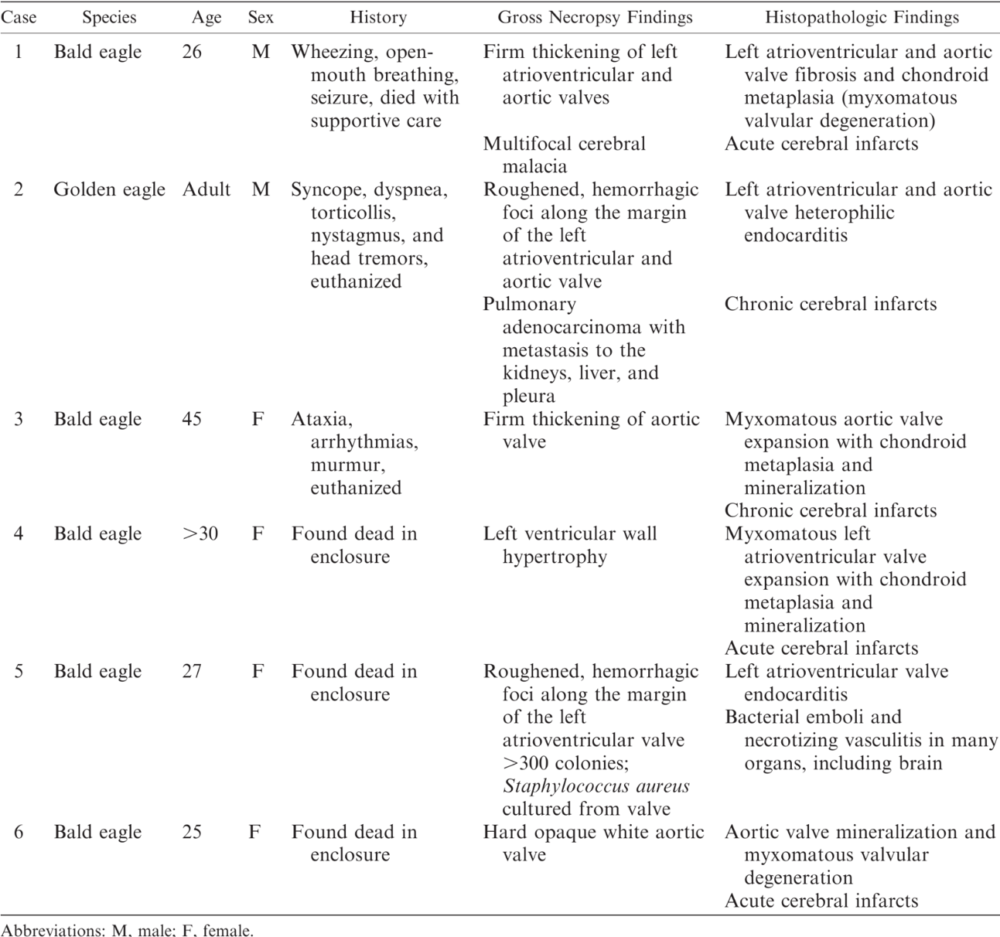 Case Species Age Sex History Gross Necropsy Findings Histopathologic Findings
1 Bald eagle 26 M Wheezing, open- Firm thickening of left Left atrioventricular and aortic
mouth breathing, atrioventricular and valve fibrosis and chondroid
seizure, died with aortic valves metaplasia (myxomatous
supportive care valvular degeneration)
Multifocal cerebral Acute cerebral infarcts
malacia
2 Golden eagle Adult M Syncope, dyspnea, Roughened, hemorrhagic Left atrioventricular and aortic
torticollis, foci along the margin valve heterophilic
nystagmus, and of the left endocarditis
head tremors, atrioventricular and
euthanized aortic valve
Pulmonary Chronic cerebral infarcts
adenocarcinoma with
metastasis to the
kidneys, liver, and
pleura
3 Bald eagle 45 F Ataxia, Firm thickening of aortic Myxomatous aortic valve
arrhythmias, valve expansion with chondroid
murmur, metaplasia and
euthanized mineralization
Chronic cerebral infarcts
4 Bald eagle >30 F Found dead in Left ventricular wall Myxomatous left
enclosure hypertrophy atrioventricular valve
expansion with chondroid
metaplasia and
mineralization
Acute cerebral infarcts
5 Bald eagle 27 F Found dead in Roughened, hemorrhagic Left atrioventricular valve
enclosure foci along the margin endocarditis
of the left Bacterial emboli and
atrioventricular valve necrotizing vasculitis in many
>300 colonies; organs, including brain
Staphylococcus aureus
cultured from valve
6 Bald eagle 25 F Found dead in Hard opaque white aortic Aortic valve mineralization and
enclosure valve myxomatous valvular
degeneration
Acute cerebral infarcts
Abbreviations: M, male; F, female.